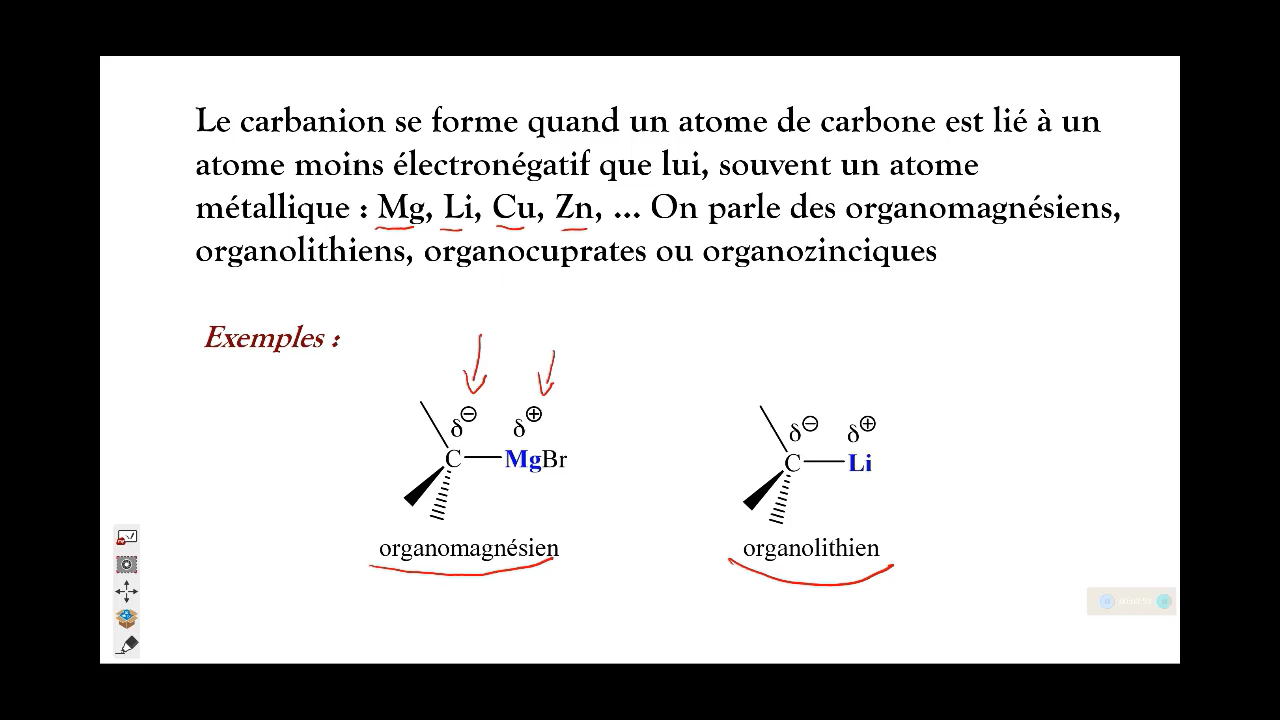 Le carbanion se forme quand un atome de carbone est lié à un
atome moins électronégatif que lui, souvent un atome
métallique : Mg, Li, Cu, Zn, ... On parle des organomagnésiens,
organolithiens, organocuprates ou organozinciques
Exemples :
δ⊖ δ⊕
C MgBr
organomagnésien
δ⊖ δ⊕
C Li
organolithien